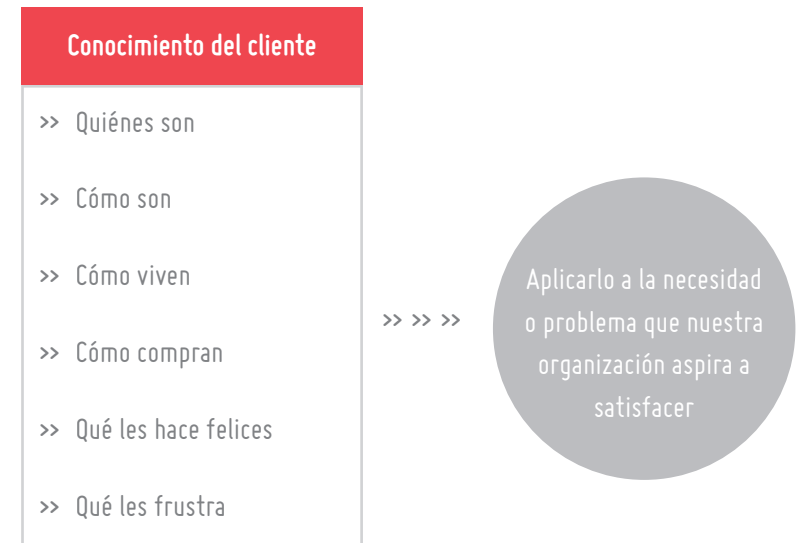 Conocimiento del cliente
>> Quiénes son
>> Cómo son
>> Cómo viven
>> Cómo compran
>> Qué les hace felices
>> Qué les frustra
>> >> >>
Aplicarlo a la necesidad
o problema que nuestra
organización aspira a
satisfacer